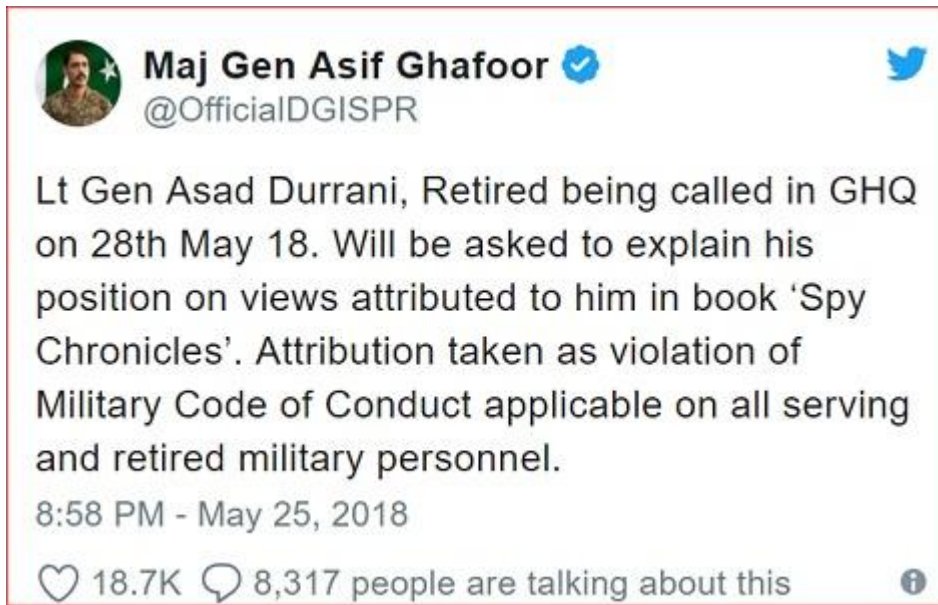 Maj Gen Asif Ghafoor
@OfficialDGISPR
Lt Gen Asad Durrani, Retired being called in GHQ
on 28th May 18. Will be asked to explain his
position on views attributed to him in book ‘Spy
Chronicles’. Attribution taken as violation of
Military Code of Conduct applicable on all serving
and retired military personnel.
8:58 PM - May 25, 2018
18.7K 8,317 people are talking about this